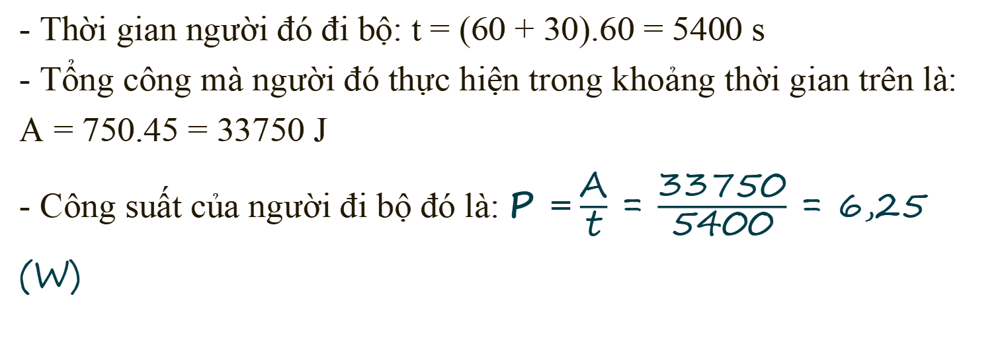 - Thời gian người đó đi bộ: t = (60 + 30).60 = 5400 s
- Tổng công mà người đó thực hiện trong khoảng thời gian trên là:
A = 750.45 = 33750 J
- Công suất của người đi bộ đó là: P = A/t = 33750/5400 = 6,25
(W)